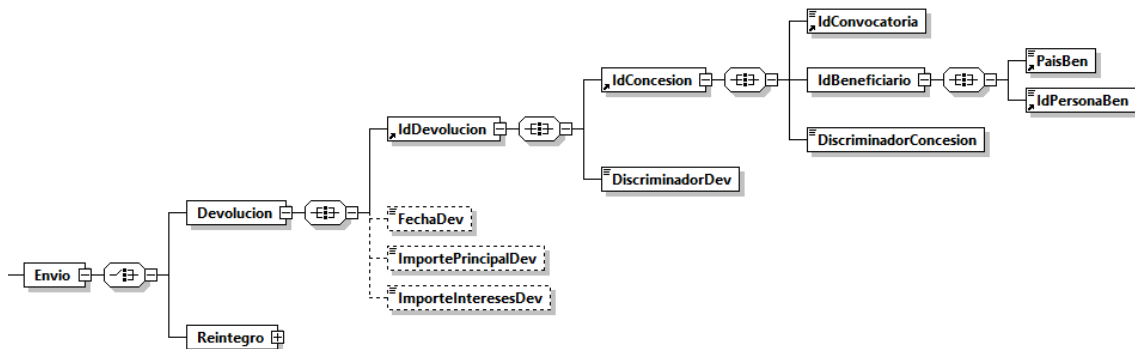 IdConvocatoria
IdConcesion
IdBeneficiario
PaisBen
IdPersonaBen
IdDevolucion
DiscriminadorConcesion
DiscriminadorDev
Devolucion
FechaDev
ImportePrincipalDev
Envio
ImporteInteresesDev
Reintegro